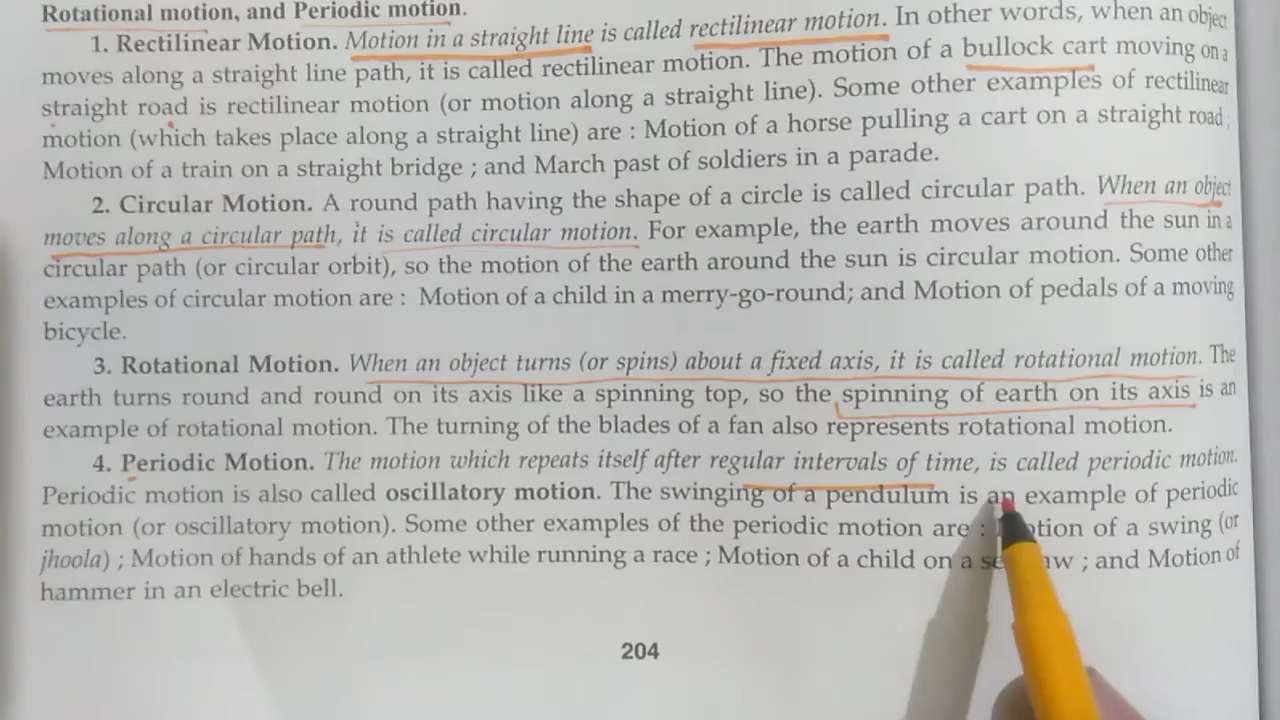 Rotational motion, and Periodic motion.
1. Rectilinear Motion. Motion in a straight line is called rectilinear motion. In other words, when an object
moves along a straight line path, it is called rectilinear motion. The motion of a bullock cart moving on a
straight road is rectilinear motion (or motion along a straight line). Some other examples of rectilinear
motion (which takes place along a straight line) are : Motion of a horse pulling a cart on a straight road ;
Motion of a train on a straight bridge ; and March past of soldiers in a parade.
2. Circular Motion. A round path having the shape of a circle is called circular path. When an object
moves along a circular path, it is called circular motion. For example, the earth moves around the sun in a
circular path (or circular orbit), so the motion of the earth around the sun is circular motion. Some other
examples of circular motion are : Motion of a child in a merry-go-round; and Motion of pedals of a moving
bicycle.
3. Rotational Motion. When an object turns (or spins) about a fixed axis, it is called rotational motion. The
earth turns round and round on its axis like a spinning top, so the spinning of earth on its axis is an
example of rotational motion. The turning of the blades of a fan also represents rotational motion.
4. Periodic Motion. The motion which repeats itself after regular intervals of time, is called periodic motion.
Periodic motion is also called oscillatory motion. The swinging of a pendulum is an example of periodic
motion (or oscillatory motion). Some other examples of the periodic motion are : Motion of a swing (or
jhoola) ; Motion of hands of an athlete while running a race ; Motion of a child on a ; and Motion of
hammer in an electric bell.
204